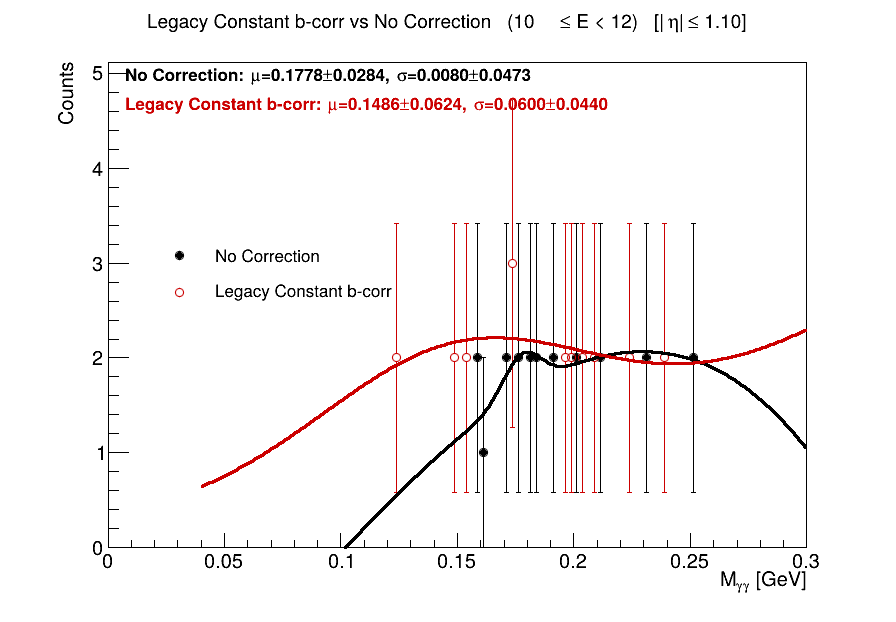 Legacy Constant b-corr vs No Correction (10 ≤ E < 12) [|η| ≤ 1.10]
Counts
No Correction: μ=0.1778±0.0284, σ=0.0080±0.0473
Legacy Constant b-corr: μ=0.1486±0.0624, σ=0.0600±0.0440
No Correction
Legacy Constant b-corr
5
4
3
2
1
0
0 0.05 0.1 0.15 0.2 0.25 0.3
Mγγ [GeV]